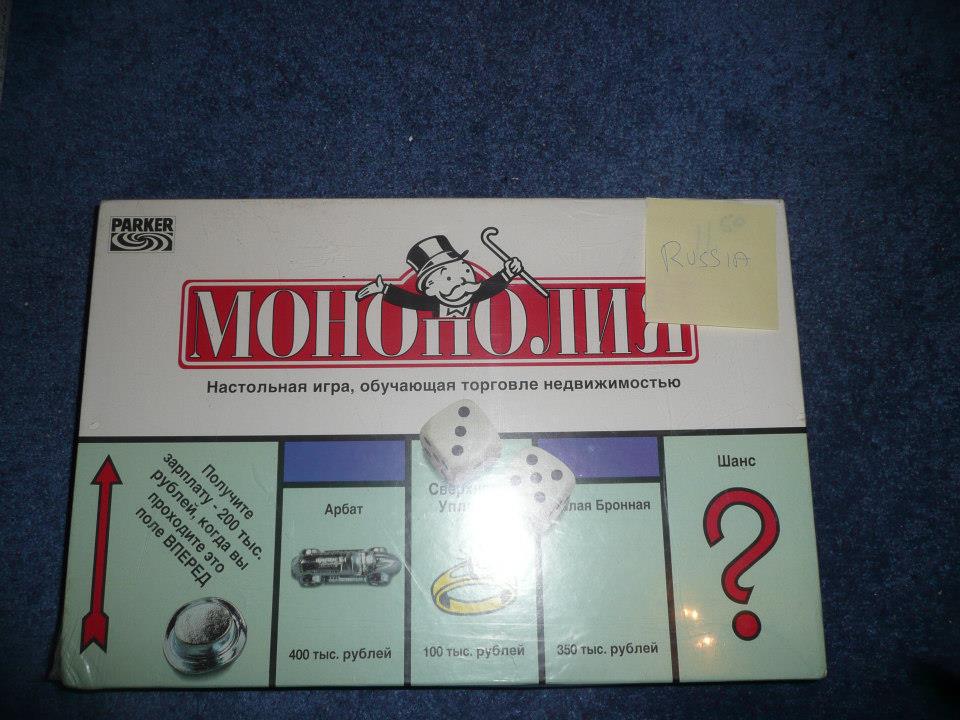 PARKER
RUSSIA
МОНОПОЛИЯ
Настольная игра, обучающая торговле недвижимостью
Получите
зарплату - 200 тыс.
рублей, когда вы
проходите это
поле ВПЕРЕД
Арбат
400 тыс. рублей
100 тыс. рублей
Бронная
350 тыс. рублей
Шанс